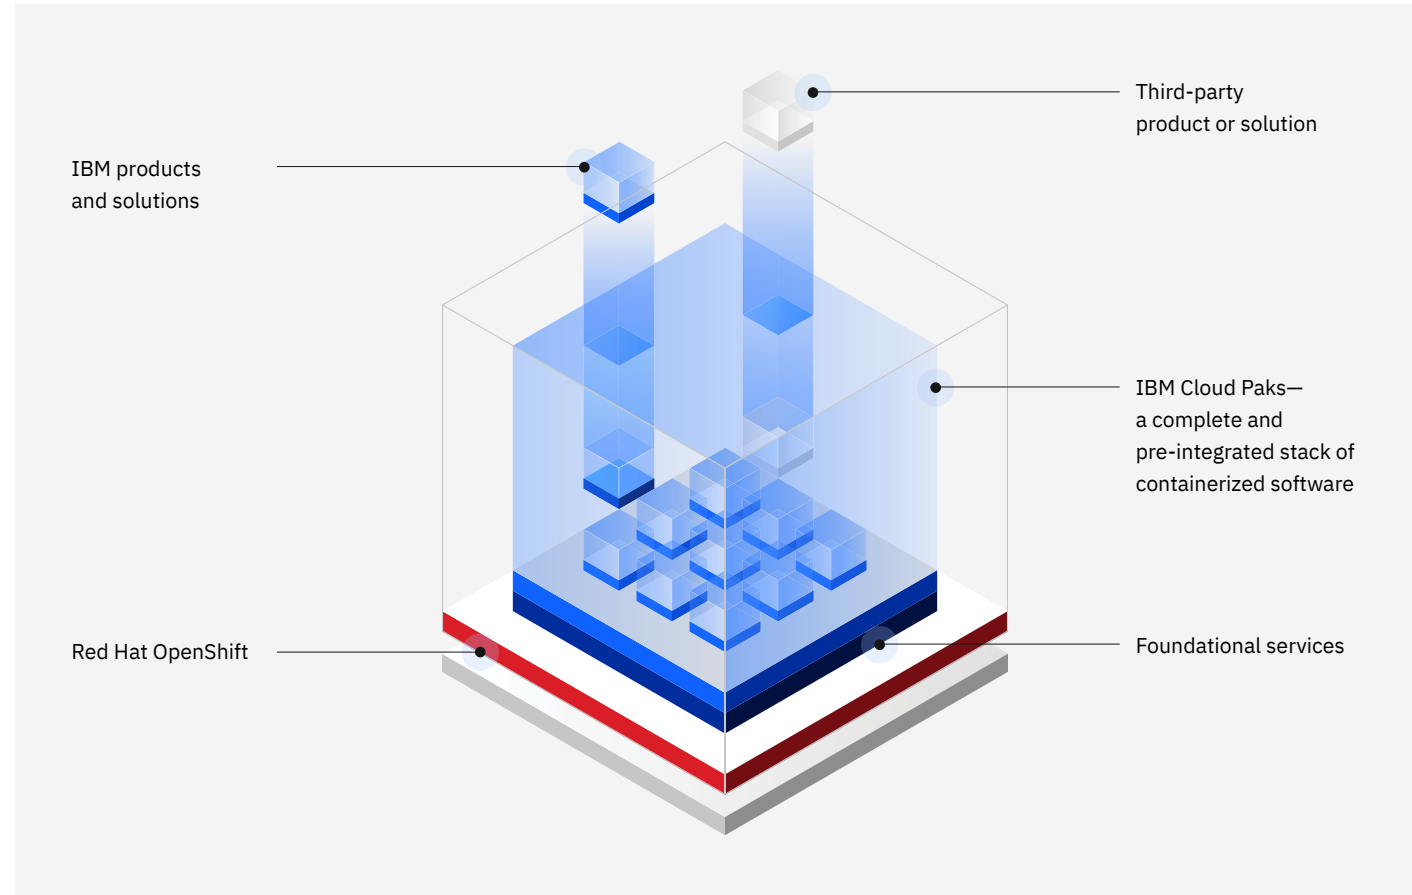 Third-party
product or solution
IBM products
and solutions
IBM Cloud Paks—
a complete and
pre-integrated stack of
containerized software
Red Hat OpenShift
Foundational services